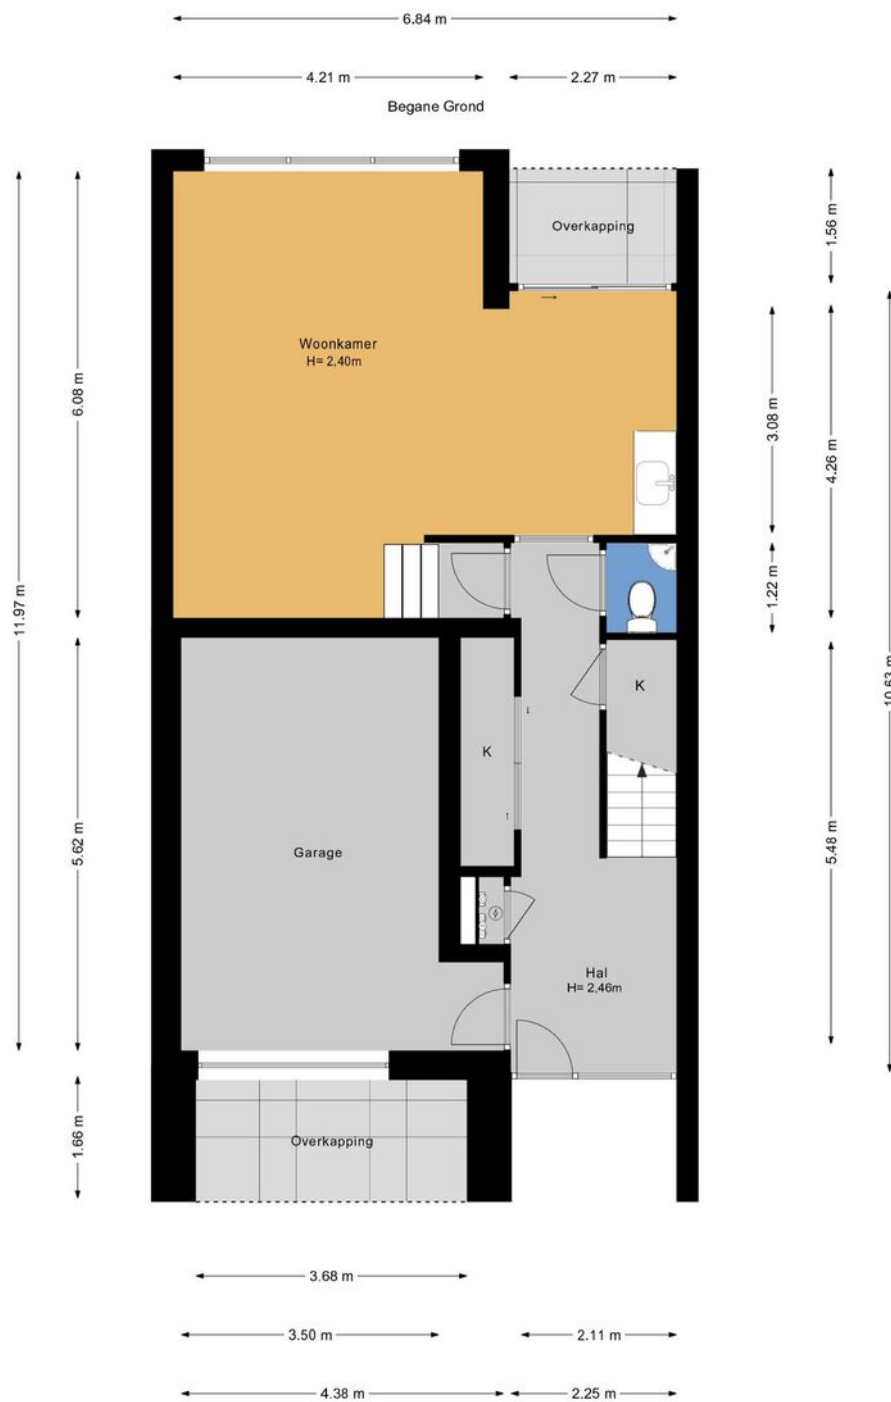 6.84 m
4.21 m
2.27 m
Begane Grond
Overkapping
1.56 m
Woonkamer
H= 2,40m
6.08 m
3.08 m
4.26 m
1.22 m
11.97 m
10.63 m
K
K
5.62 m
Garage
5.48 m
Hal
H= 2,46m
Overkapping
1.66 m
3.68 m
3.50 m
2.11 m
4.38 m
2.25 m